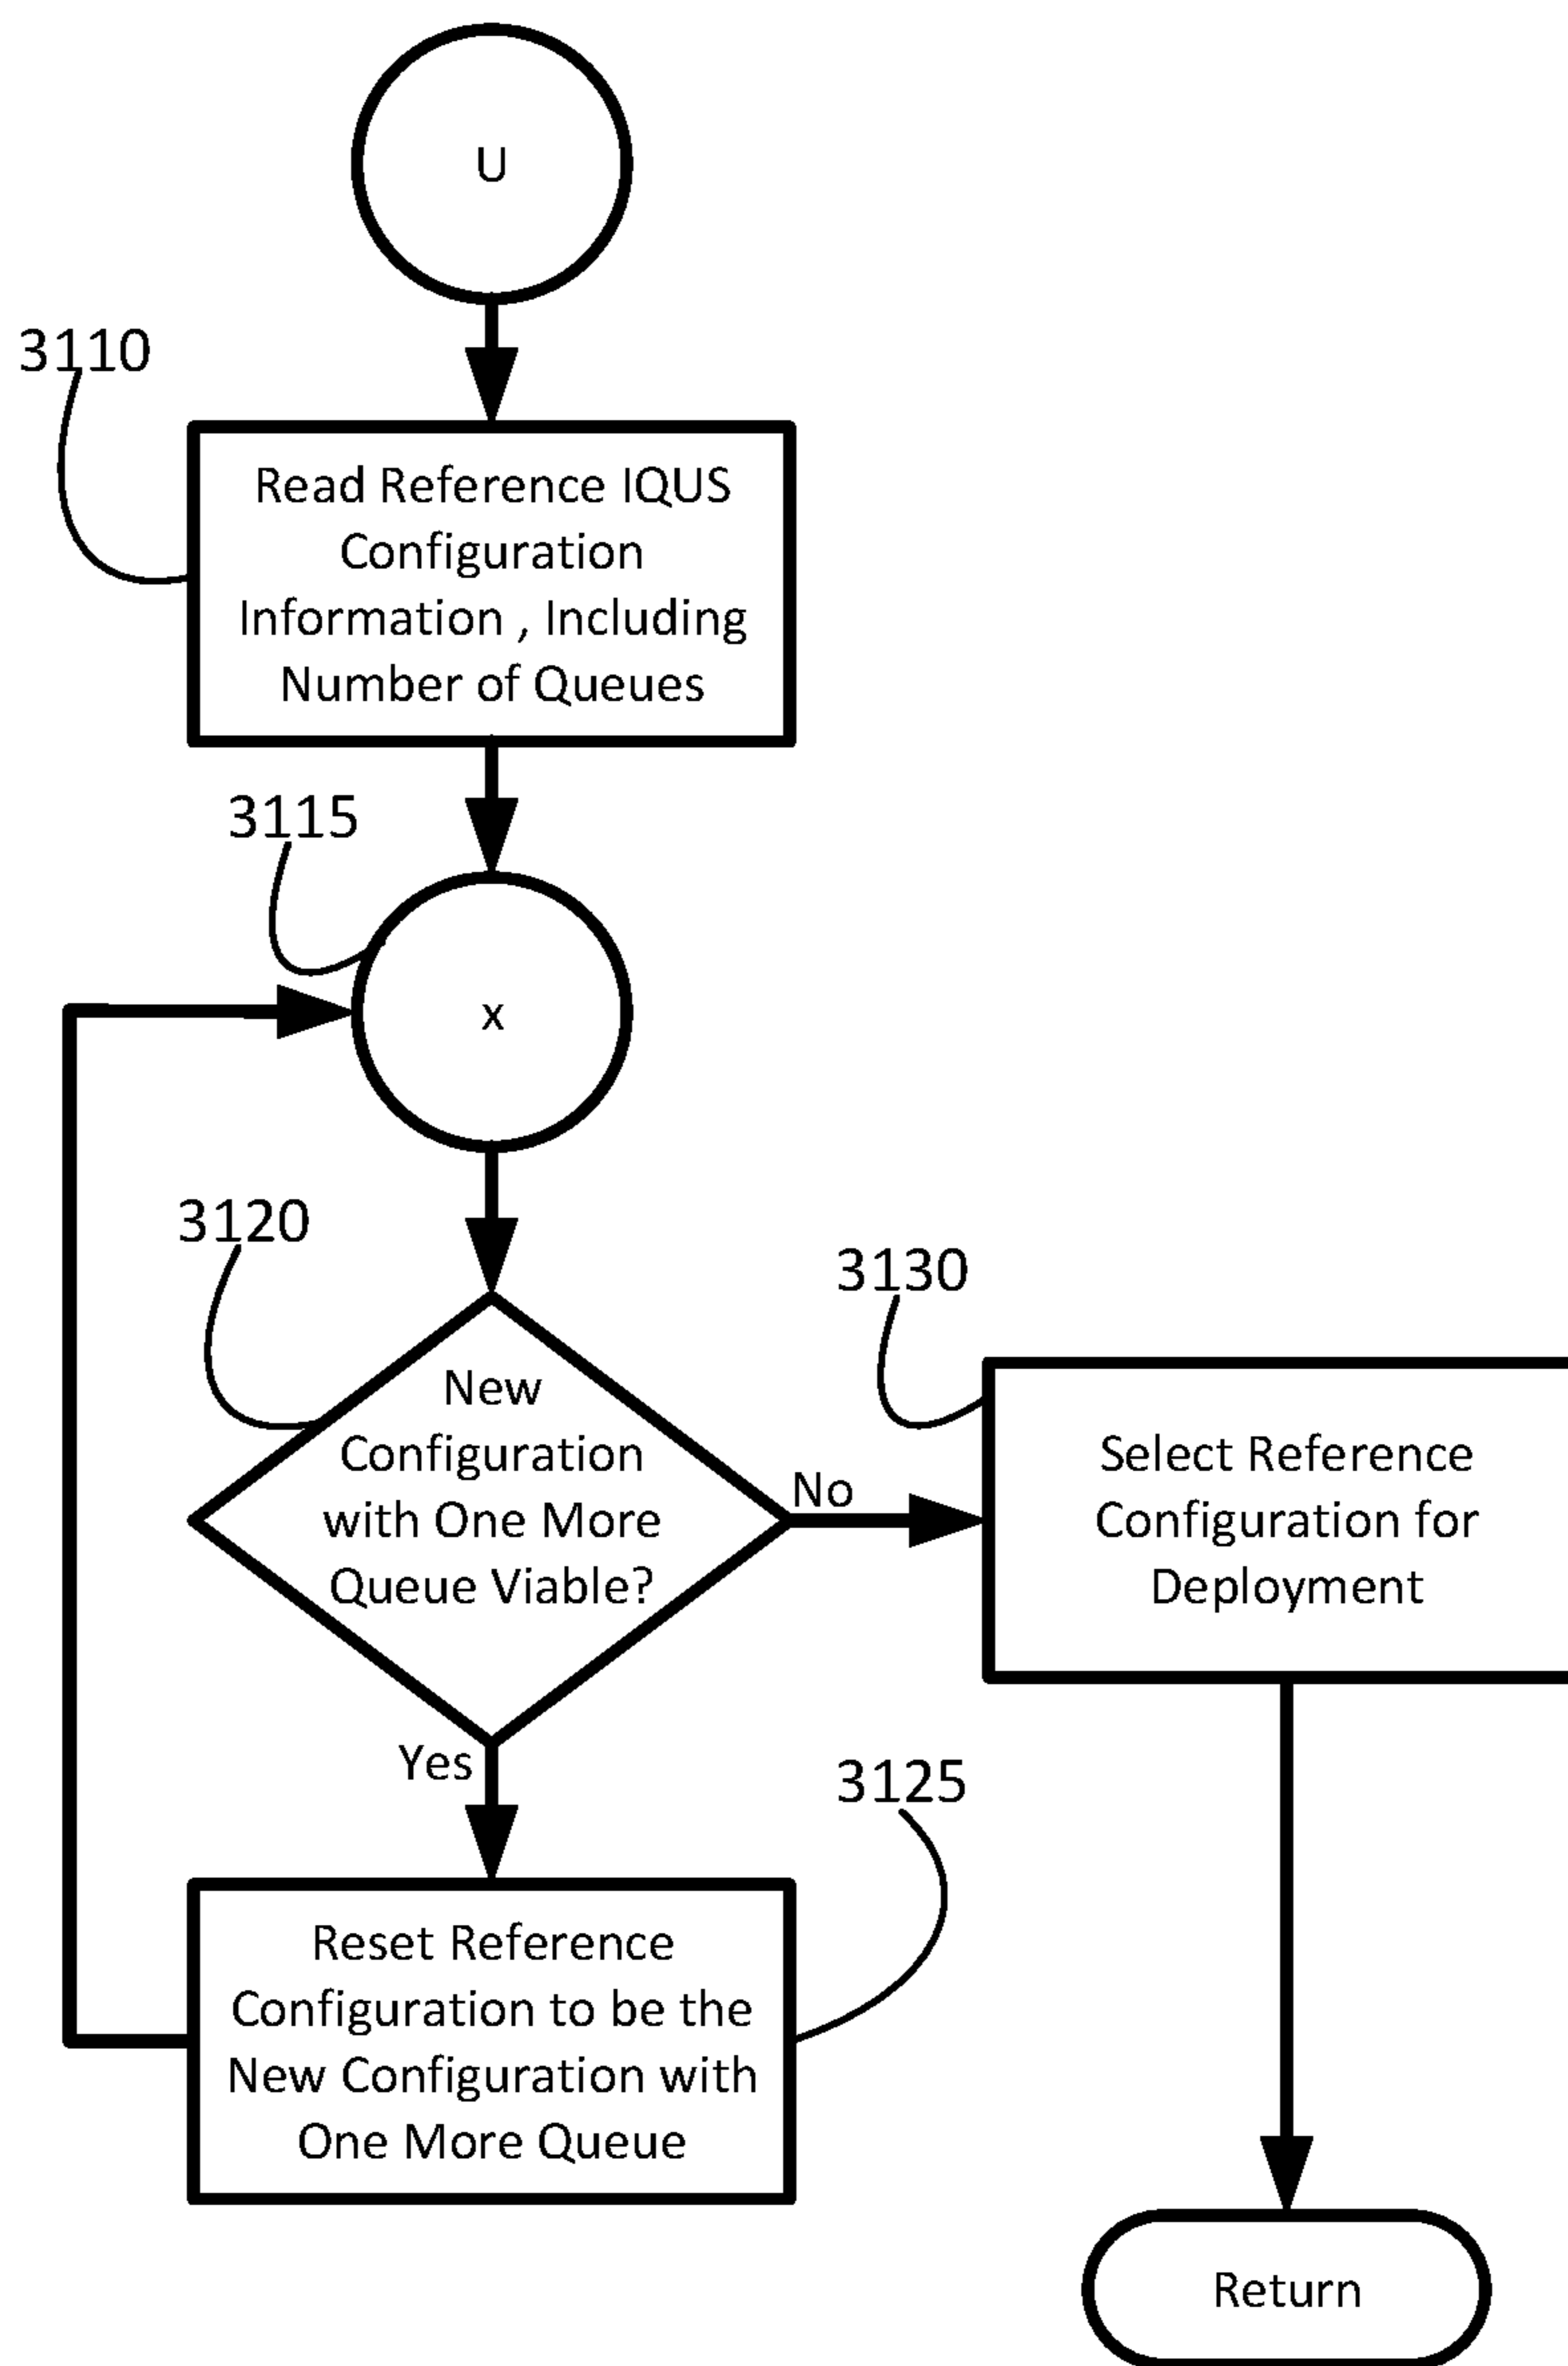 U
3110
Read Reference IQUS
Configuration
Information , Including
Number of Queues
3115
x
3120
New
Configuration
with One More
Queue Viable?
No
3130
Select Reference
Configuration for
Deployment
Yes
3125
Reset Reference
Configuration to be the
New Configuration with
One More Queue
Return